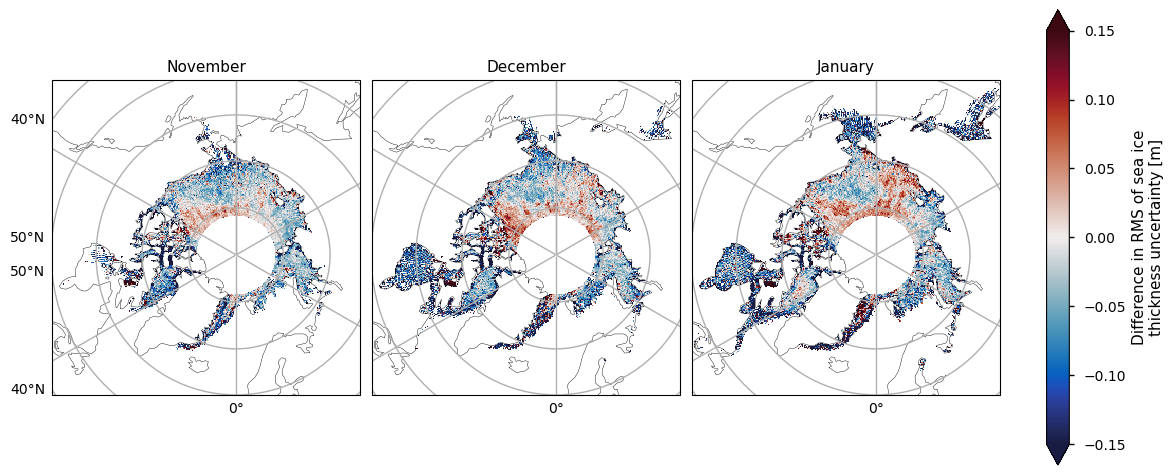 November
December
January
40°N
50°N
50°N
40°N
0°
0°
0°
0.15
0.10
0.05
0.00
−0.05
−0.10
−0.15
Difference in RMS of sea ice
thickness uncertainty [m]